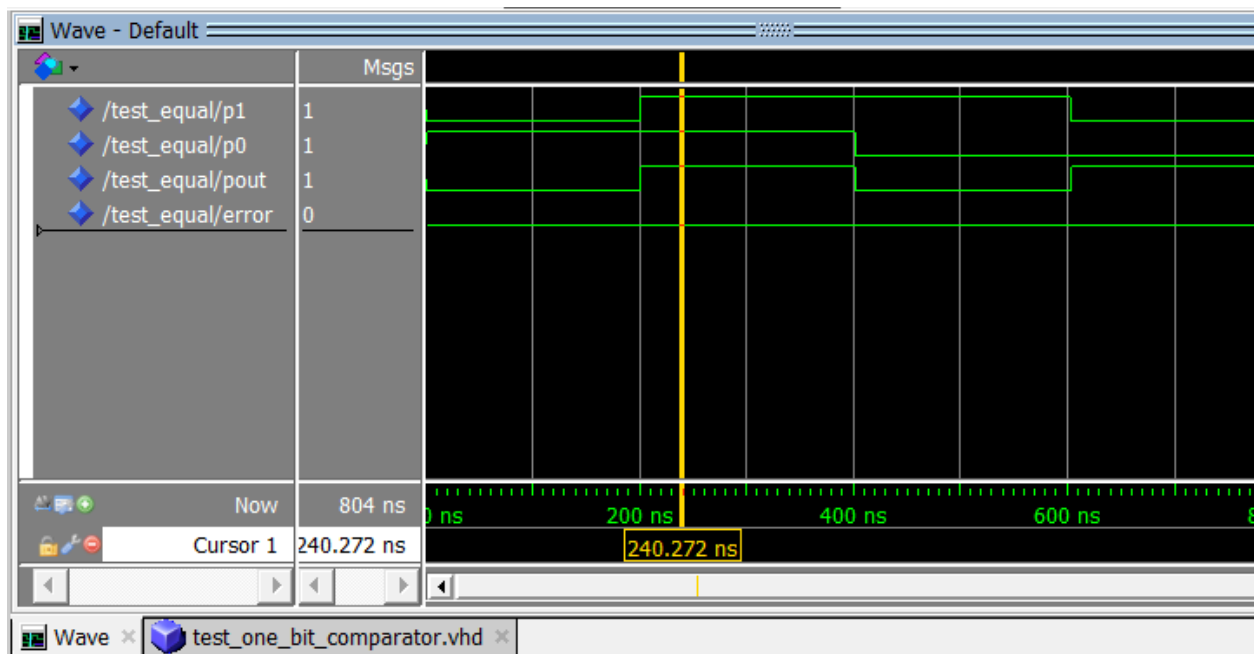 Wave - Default
Msgs
/test_equal/p1 1
/test_equal/p0 1
/test_equal/pout 1
/test_equal/error 0
Now 804 ns
ns 200 ns 400 ns 600 ns
Cursor 1 240.272 ns 240.272 ns
Wave test_one_bit_comparator.vhd